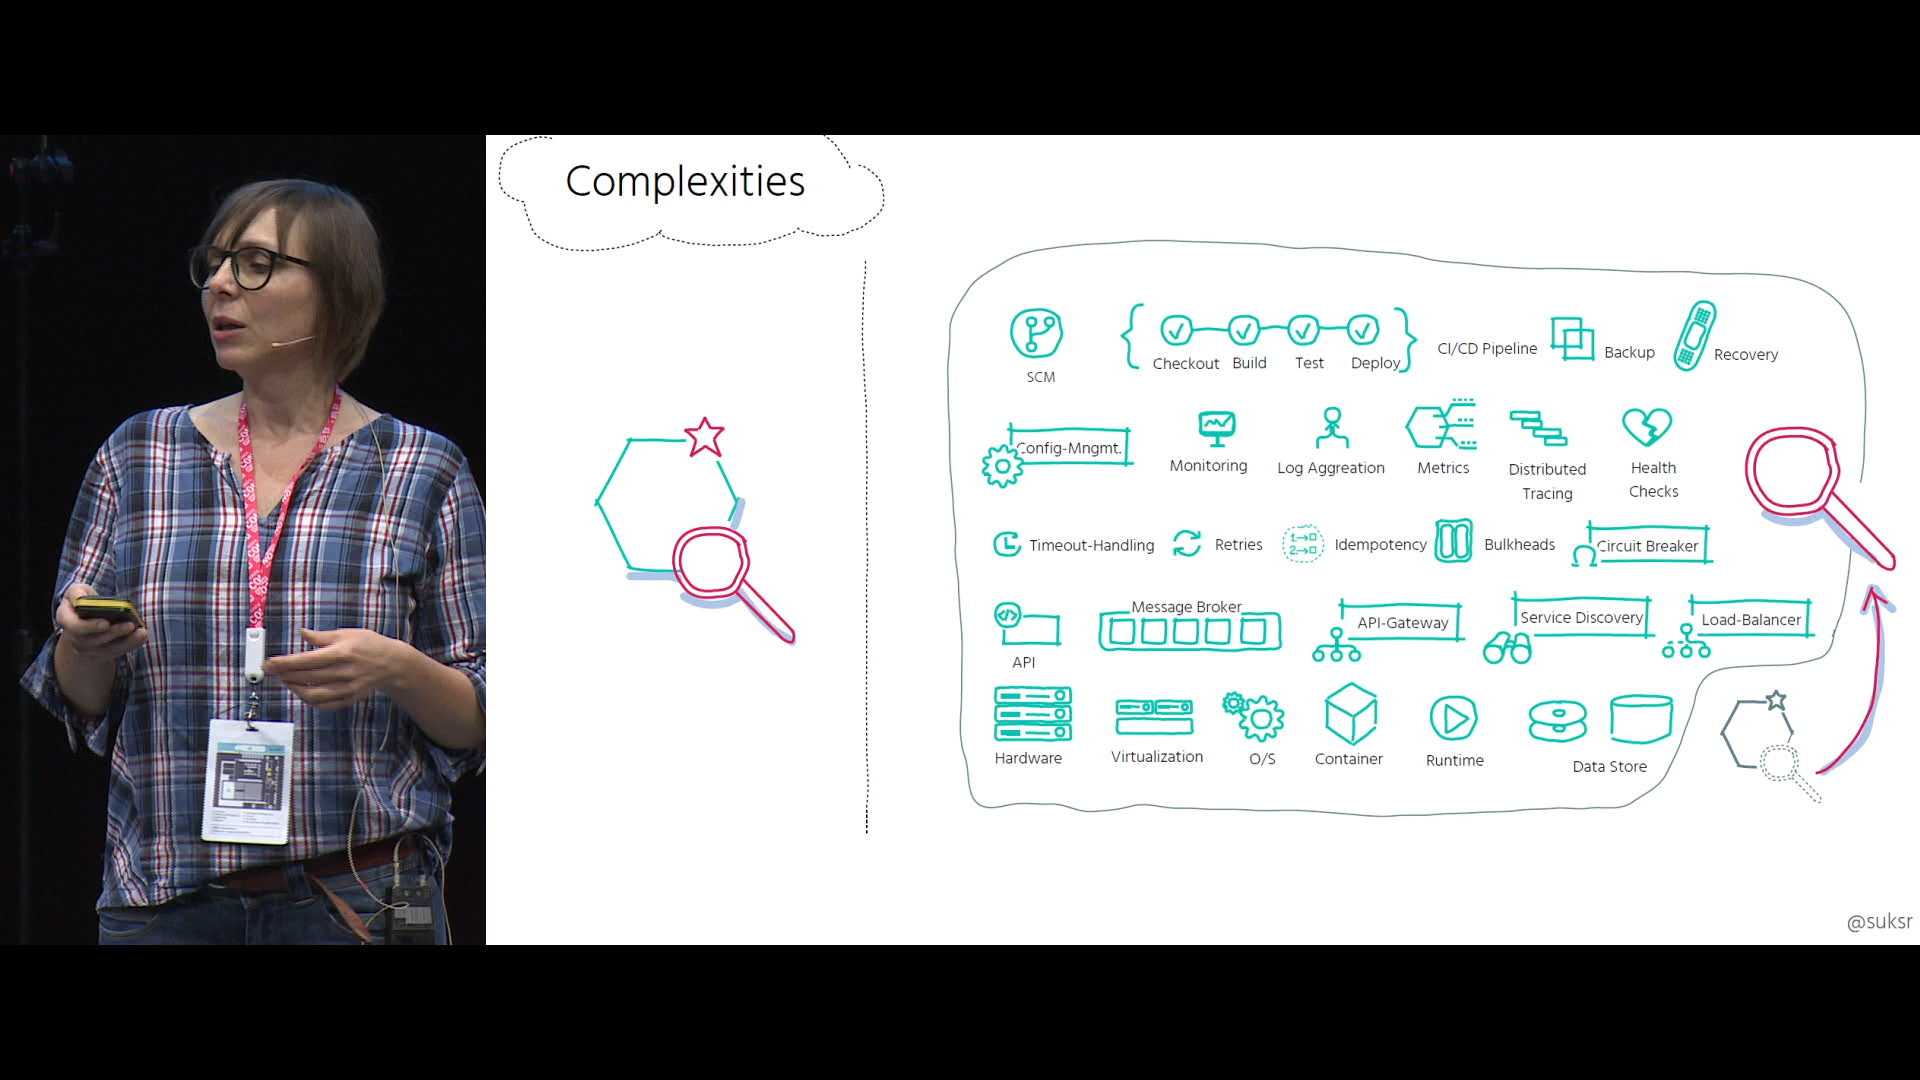 Complexities
SCM
Checkout
Build
Test
Deploy
CI/CD Pipeline
Backup
Recovery
Config-Mngmt.
Monitoring
Log Aggreation
Metrics
Distributed
Tracing
Health
Checks
Timeout-Handling
Retries
1→□
2→□
Idempotency
Bulkheads
Circuit Breaker
</>
API
Message Broker
API-Gateway
Service Discovery
Load-Balancer
Hardware
Virtualization
O/S
Container
Runtime
Data Store
@suksr